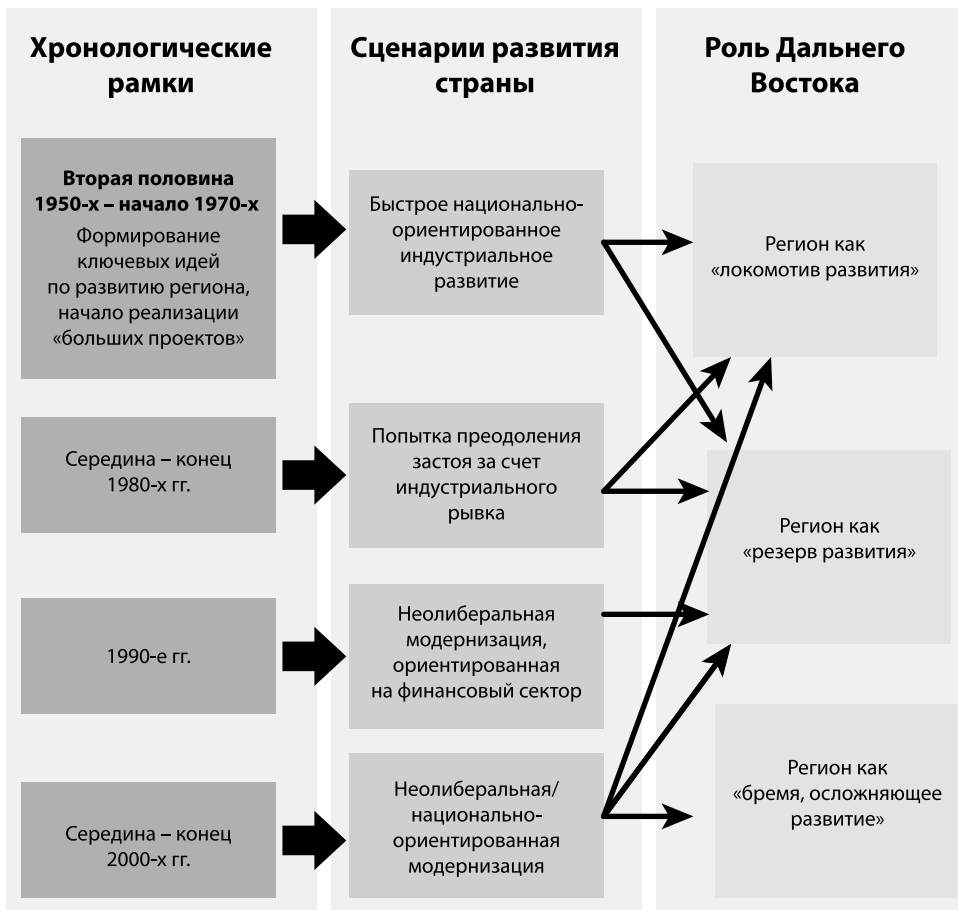 Хронологические
рамки
Вторая половина
1950-х – начало 1970-х
Формирование
ключевых идей
по развитию региона,
начало реализации
«больших проектов»
Середина – конец
1980-х гг.
1990-е гг.
Середина – конец
2000-х гг.
Сценарии развития
страны
Быстрое национально-
ориентированное
индустриальное
развитие
Попытка преодоления
застоя за счет
индустриального
рывка
Неолиберальная
модернизация,
ориентированная
на финансовый сектор
Неолиберальная/
национально-
ориентированная
модернизация
Роль Дальнего
Востока
Регион как
«локомотив развития»
Регион как
«резерв развития»
Регион как
«бремя, осложняющее
развитие»